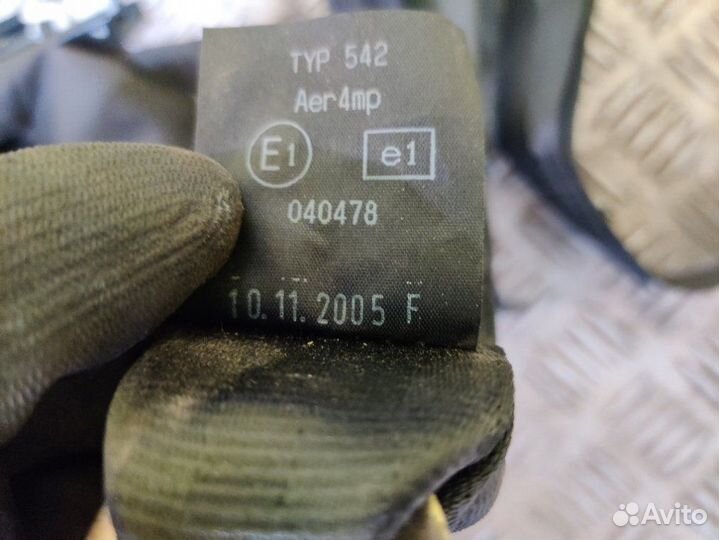 TYP 542
Aer4mp
E1 e1
040478
10.11.2005 F
Avito